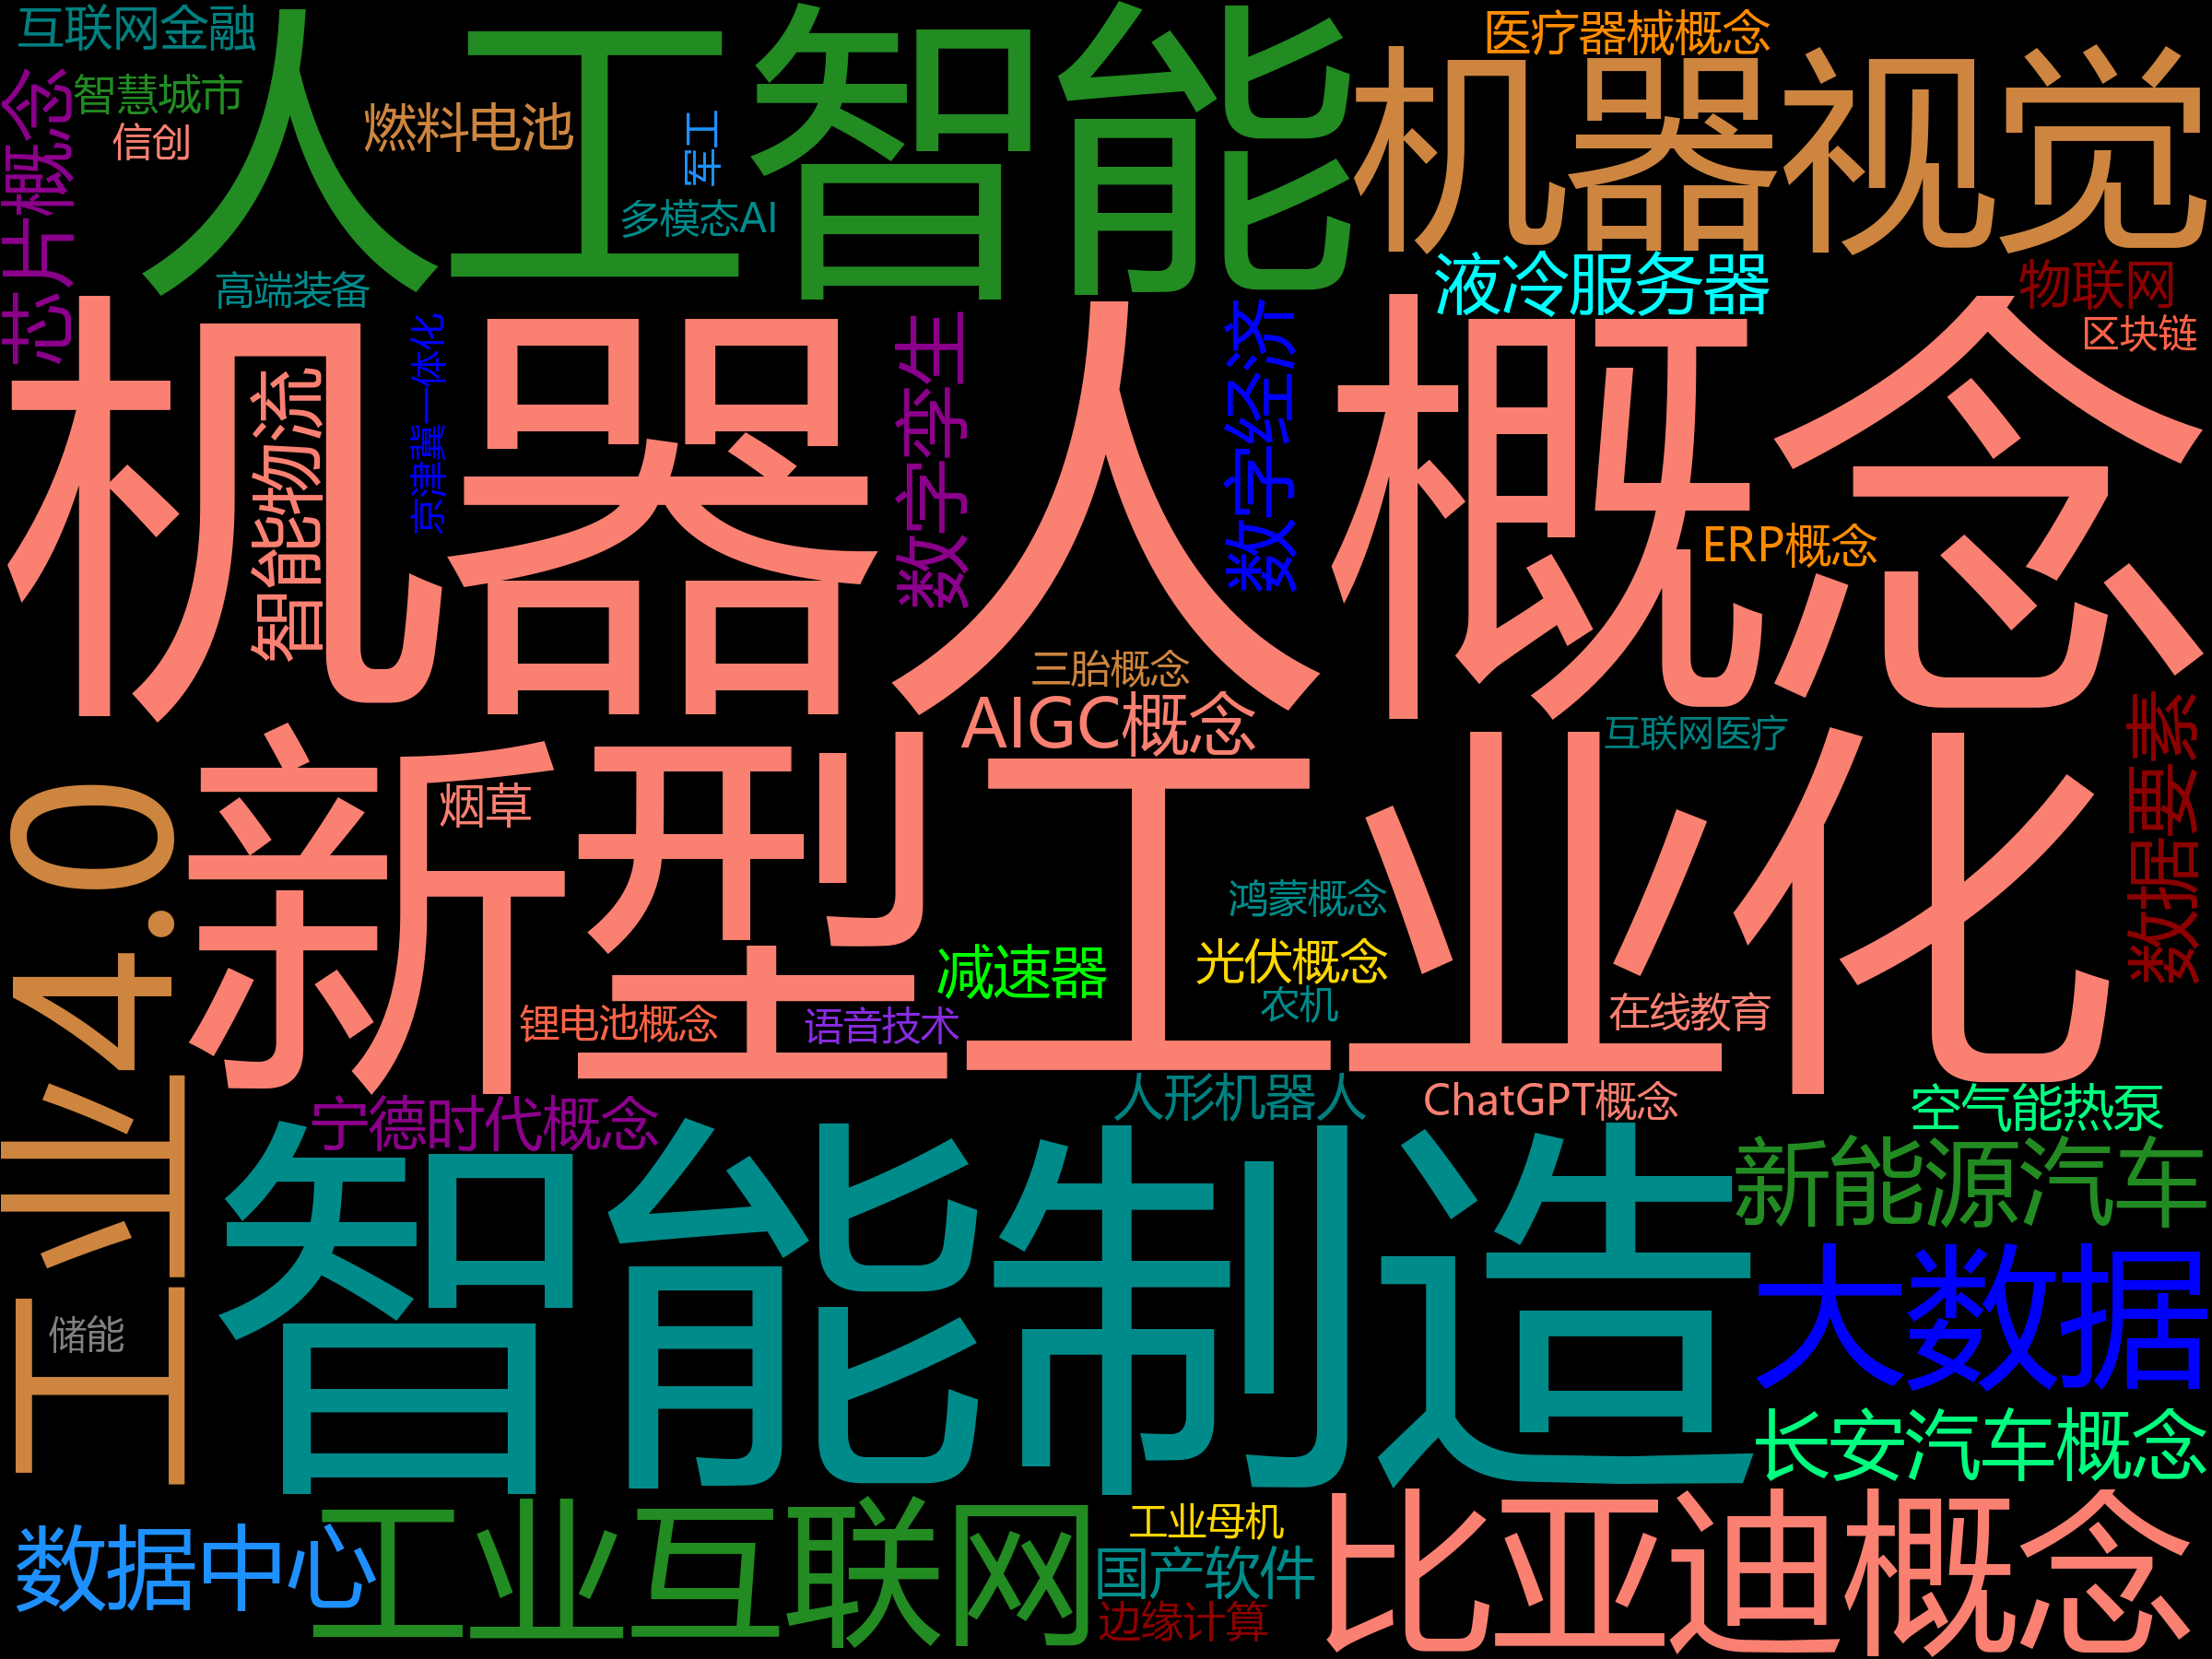 互联网金融
人工智能
医疗器械概念
机器视觉
智慧城市
信创
燃料电池
军工
多模态AI
芯片概念
高端装备
液冷服务器
物联网
区块链
机器人概念
智能物流
京津冀一体化
数字孪生
数字经济
ERP概念
三胎概念
AIGC概念
互联网医疗
数据要素
工业4.0
新型工业化
烟草
鸿蒙概念
减速器
光伏概念
农机
锂电池概念
语音技术
在线教育
人形机器人
ChatGPT概念
空气能热泵
宁德时代概念
新能源汽车
智能制造
大数据
储能
长安汽车概念
数据中心
工业互联网
工业母机
国产软件
边缘计算
比亚迪概念